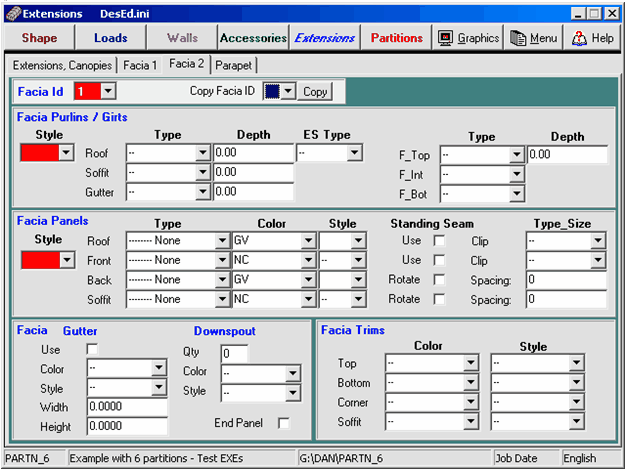 Extensions DesEd.ini
Shape Loads Walls Accessories Extensions Partitions Graphics Menu Help
Extensions, Canopies Facia 1 Facia 2 Parapet
Facia Id 1 Copy Facia ID Copy
Facia Purlins / Girts
Style Type Depth ES Type Type Depth
Roof -- 0.00 -- F_Top -- 0.00
Soffit -- 0.00 F_Int --
Gutter -- 0.00 F_Bot --
Facia Panels Type Color Style Standing Seam Type_Size
Style Roof -------- None GV Use Clip --
Front -------- None NC -- Use Clip --
Back -------- None GV Rotate Spacing: 0
Soffit -------- None NC -- Rotate Spacing: 0
Facia Gutter Downspout
Use Qty 0
Color -- Color --
Style -- Style --
Width 0.0000
Height 0.0000 End Panel
Facia Trims
Color Style
Top -- --
Bottom -- --
Corner -- --
Soffit -- --
PARTN_6 Example with 6 partitions - Test EXEs G:\DAN\PARTN_6 Job Date English